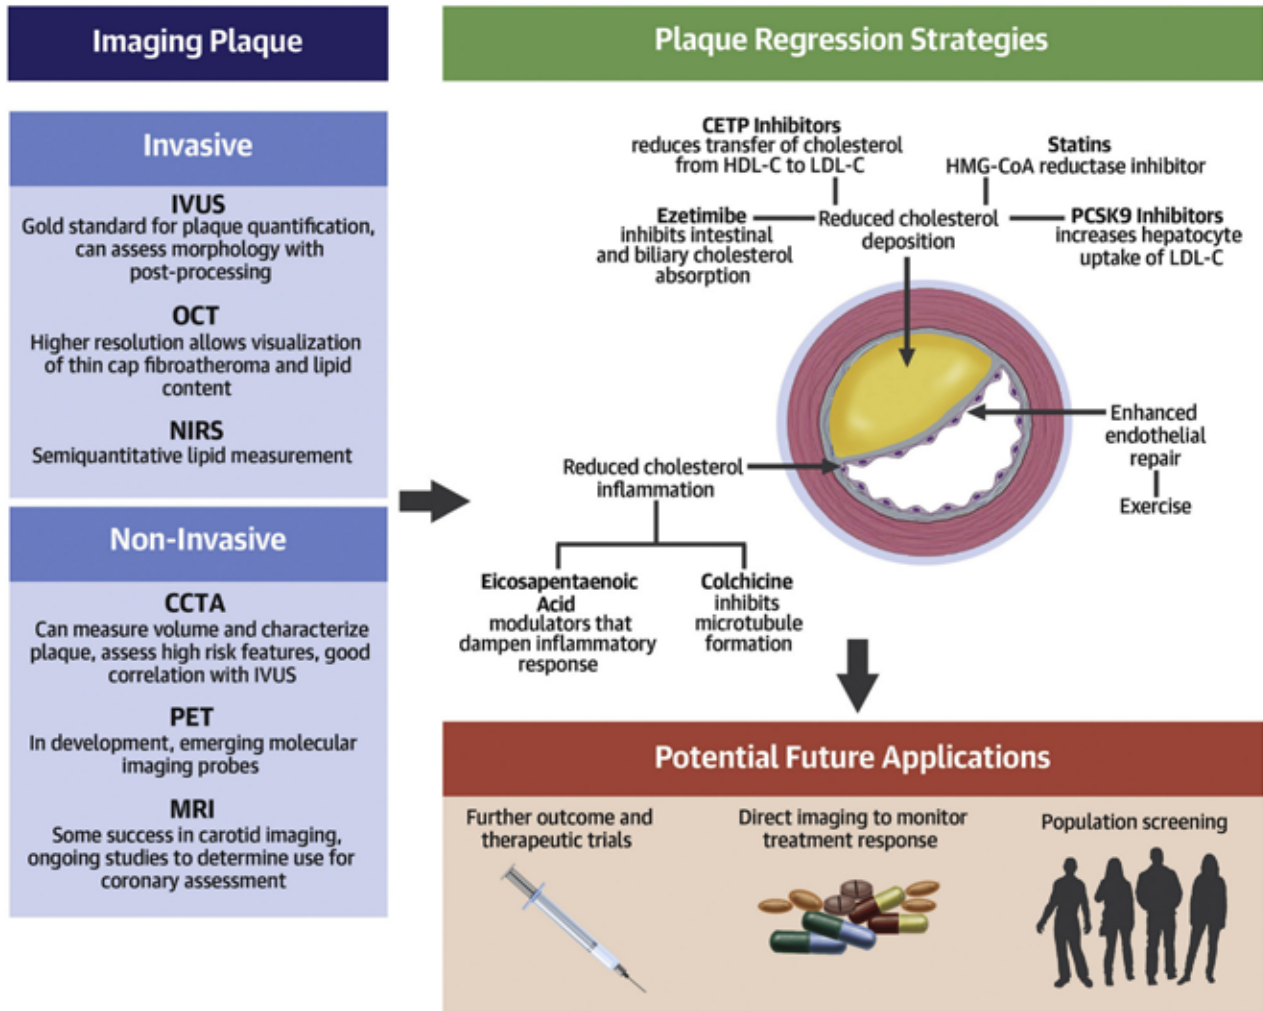 Imaging Plaque
Invasive
IVUS
Gold standard for plaque quantification,
can assess morphology with
post-processing
OCT
Higher resolution allows visualization
of thin cap fibroatheroma and lipid
content
NIRS
Semiquantitative lipid measurement
Non-Invasive
CCTA
Can measure volume and characterize
plaque, assess high risk features, good
correlation with IVUS
PET
In development, emerging molecular
imaging probes
MRI
Some success in carotid imaging,
ongoing studies to determine use for
coronary assessment
Plaque Regression Strategies
CETP Inhibitors
reduces transfer of cholesterol
from HDL-C to LDL-C
Statins
HMG-CoA reductase inhibitor
Ezetimibe
inhibits intestinal
and biliary cholesterol
absorption
Reduced cholesterol
deposition
PCSK9 Inhibitors
increases hepatocyte
uptake of LDL-C
Enhanced
endothelial
repair
Exercise
Reduced cholesterol
inflammation
Eicosapentaenoic
Acid
modulators that
dampen inflammatory
response
Colchicine
inhibits
microtubule
formation
Potential Future Applications
Further outcome and
therapeutic trials
Direct imaging to monitor
treatment response
Population screening